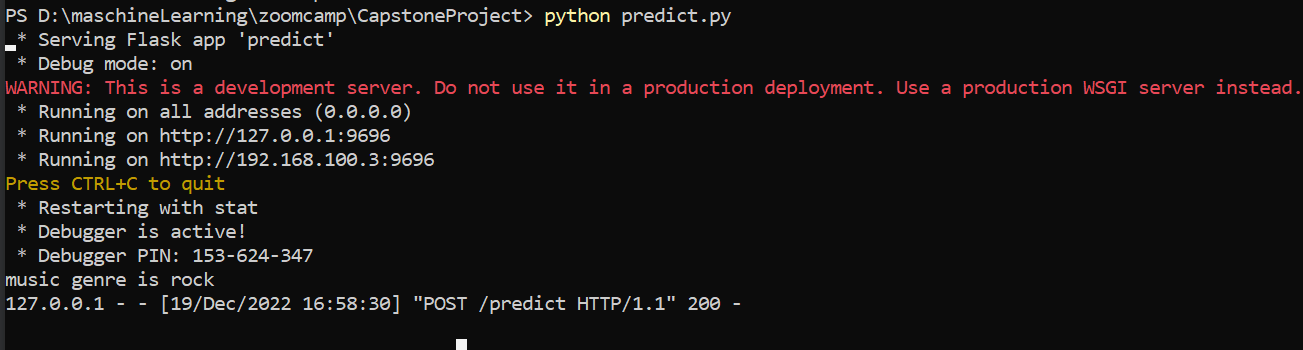 PS D:\maschineLearning\zoomcamp\CapstoneProject> python predict.py
* Serving Flask app 'predict'
* Debug mode: on
WARNING: This is a development server. Do not use it in a production deployment. Use a production WSGI server instead.
* Running on all addresses (0.0.0.0)
* Running on http://127.0.0.1:9696
* Running on http://192.168.100.3:9696
Press CTRL+C to quit
* Restarting with stat
* Debugger is active!
* Debugger PIN: 153-624-347
music genre is rock
127.0.0.1 - - [19/Dec/2022 16:58:30] "POST /predict HTTP/1.1" 200 -